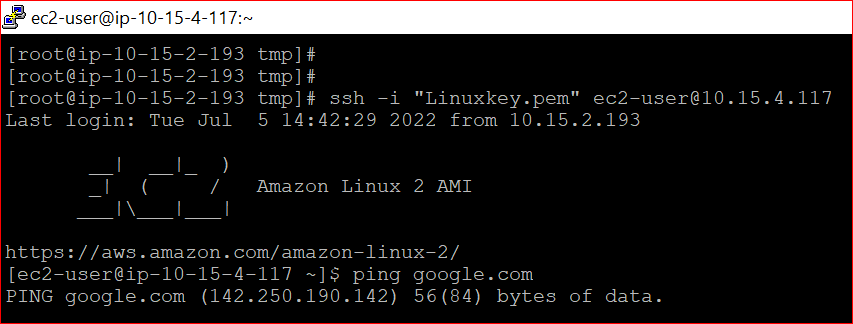 ec2-user@ip-10-15-4-117:~
[root@ip-10-15-2-193 tmp]#
[root@ip-10-15-2-193 tmp]#
[root@ip-10-15-2-193 tmp]# ssh -i "Linuxkey.pem" ec2-user@10.15.4.117
Last login: Tue Jul  5 14:42:29 2022 from 10.15.2.193
       __|  __|_  )
       _|  (     /   Amazon Linux 2 AMI
      ___|\___|___|
https://aws.amazon.com/amazon-linux-2/
[ec2-user@ip-10-15-4-117 ~]$ ping google.com
PING google.com (142.250.190.142) 56(84) bytes of data.